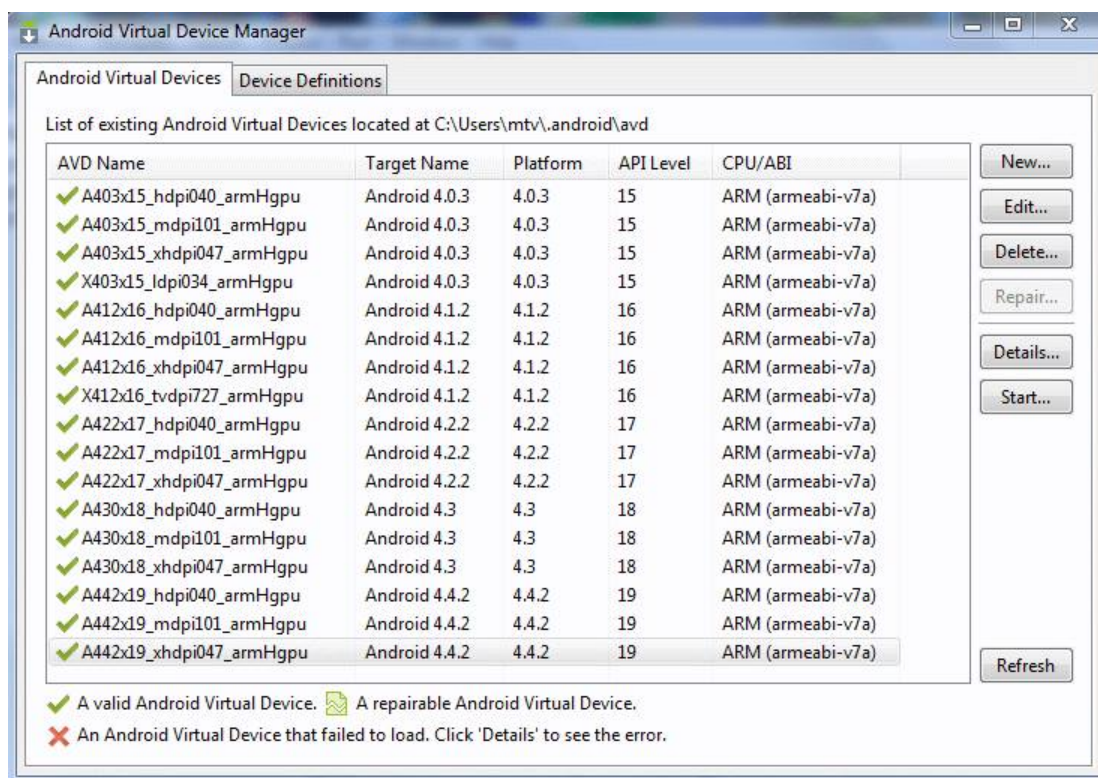 Android Virtual Device Manager
Android Virtual Devices Device Definitions
List of existing Android Virtual Devices located at C:\Users\mtv\.android\avd
AVD Name Target Name Platform API Level CPU/ABI
A403x15_hdpi040_armHgpu Android 4.0.3 4.0.3 15 ARM (armeabi-v7a)
A403x15_mdpi101_armHgpu Android 4.0.3 4.0.3 15 ARM (armeabi-v7a)
A403x15_xhdpi047_armHgpu Android 4.0.3 4.0.3 15 ARM (armeabi-v7a)
X403x15_ldpi034_armHgpu Android 4.0.3 4.0.3 15 ARM (armeabi-v7a)
A412x16_hdpi040_armHgpu Android 4.1.2 4.1.2 16 ARM (armeabi-v7a)
A412x16_mdpi101_armHgpu Android 4.1.2 4.1.2 16 ARM (armeabi-v7a)
A412x16_xhdpi047_armHgpu Android 4.1.2 4.1.2 16 ARM (armeabi-v7a)
X412x16_tvdpi727_armHgpu Android 4.1.2 4.1.2 16 ARM (armeabi-v7a)
A422x17_hdpi040_armHgpu Android 4.2.2 4.2.2 17 ARM (armeabi-v7a)
A422x17_mdpi101_armHgpu Android 4.2.2 4.2.2 17 ARM (armeabi-v7a)
A422x17_xhdpi047_armHgpu Android 4.2.2 4.2.2 17 ARM (armeabi-v7a)
A430x18_hdpi040_armHgpu Android 4.3 4.3 18 ARM (armeabi-v7a)
A430x18_mdpi101_armHgpu Android 4.3 4.3 18 ARM (armeabi-v7a)
A430x18_xhdpi047_armHgpu Android 4.3 4.3 18 ARM (armeabi-v7a)
A442x19_hdpi040_armHgpu Android 4.4.2 4.4.2 19 ARM (armeabi-v7a)
A442x19_mdpi101_armHgpu Android 4.4.2 4.4.2 19 ARM (armeabi-v7a)
A442x19_xhdpi047_armHgpu Android 4.4.2 4.4.2 19 ARM (armeabi-v7a)
New...
Edit...
Delete...
Repair...
Details...
Start...
Refresh
A valid Android Virtual Device. A repairable Android Virtual Device.
An Android Virtual Device that failed to load. Click 'Details' to see the error.